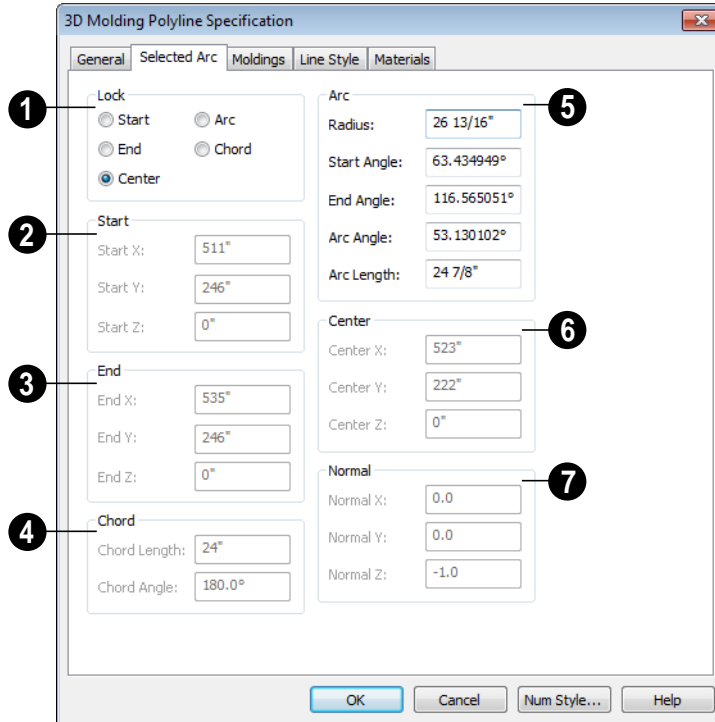 3D Molding Polyline Specification
General Selected Arc Moldings Line Style Materials
1
Lock
Start Arc
End Chord
Center
2
Start
Start X: 511"
Start Y: 246"
Start Z: 0"
3
End
End X: 535"
End Y: 246"
End Z: 0"
4
Chord
Chord Length: 24"
Chord Angle: 180.0°
5
Arc
Radius: 26 13/16"
Start Angle: 63.434949°
End Angle: 116.565051°
Arc Angle: 53.130102°
Arc Length: 24 7/8"
6
Center
Center X: 523"
Center Y: 222"
Center Z: 0"
7
Normal
Normal X: 0.0
Normal Y: 0.0
Normal Z: -1.0
OK Cancel Num Style... Help